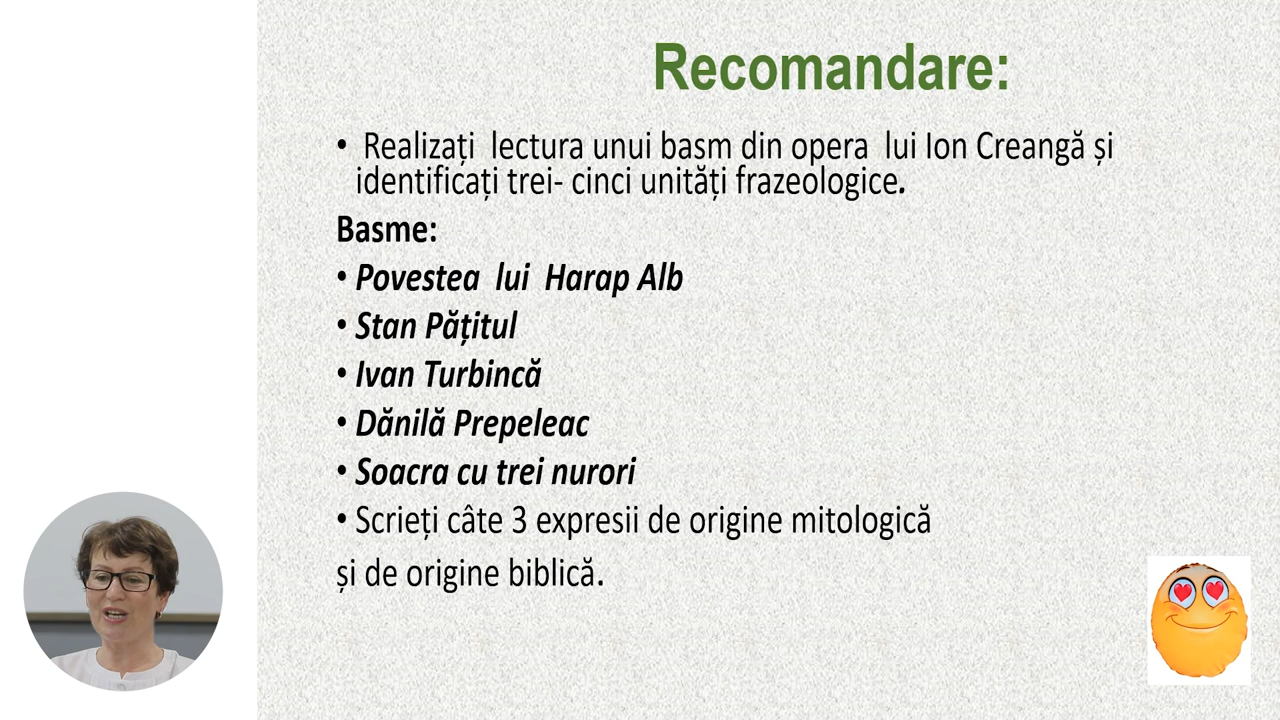 Recomandare:
• Realizați lectura unui basm din opera lui Ion Creangă și
identificați trei- cinci unități frazeologice.
Basme:
• Povestea lui Harap Alb
• Stan Pățitul
• Ivan Turbincă
• Dănilă Prepeleac
• Soacra cu trei nurori
• Scrieți câte 3 expresii de origine mitologică
și de origine biblică.